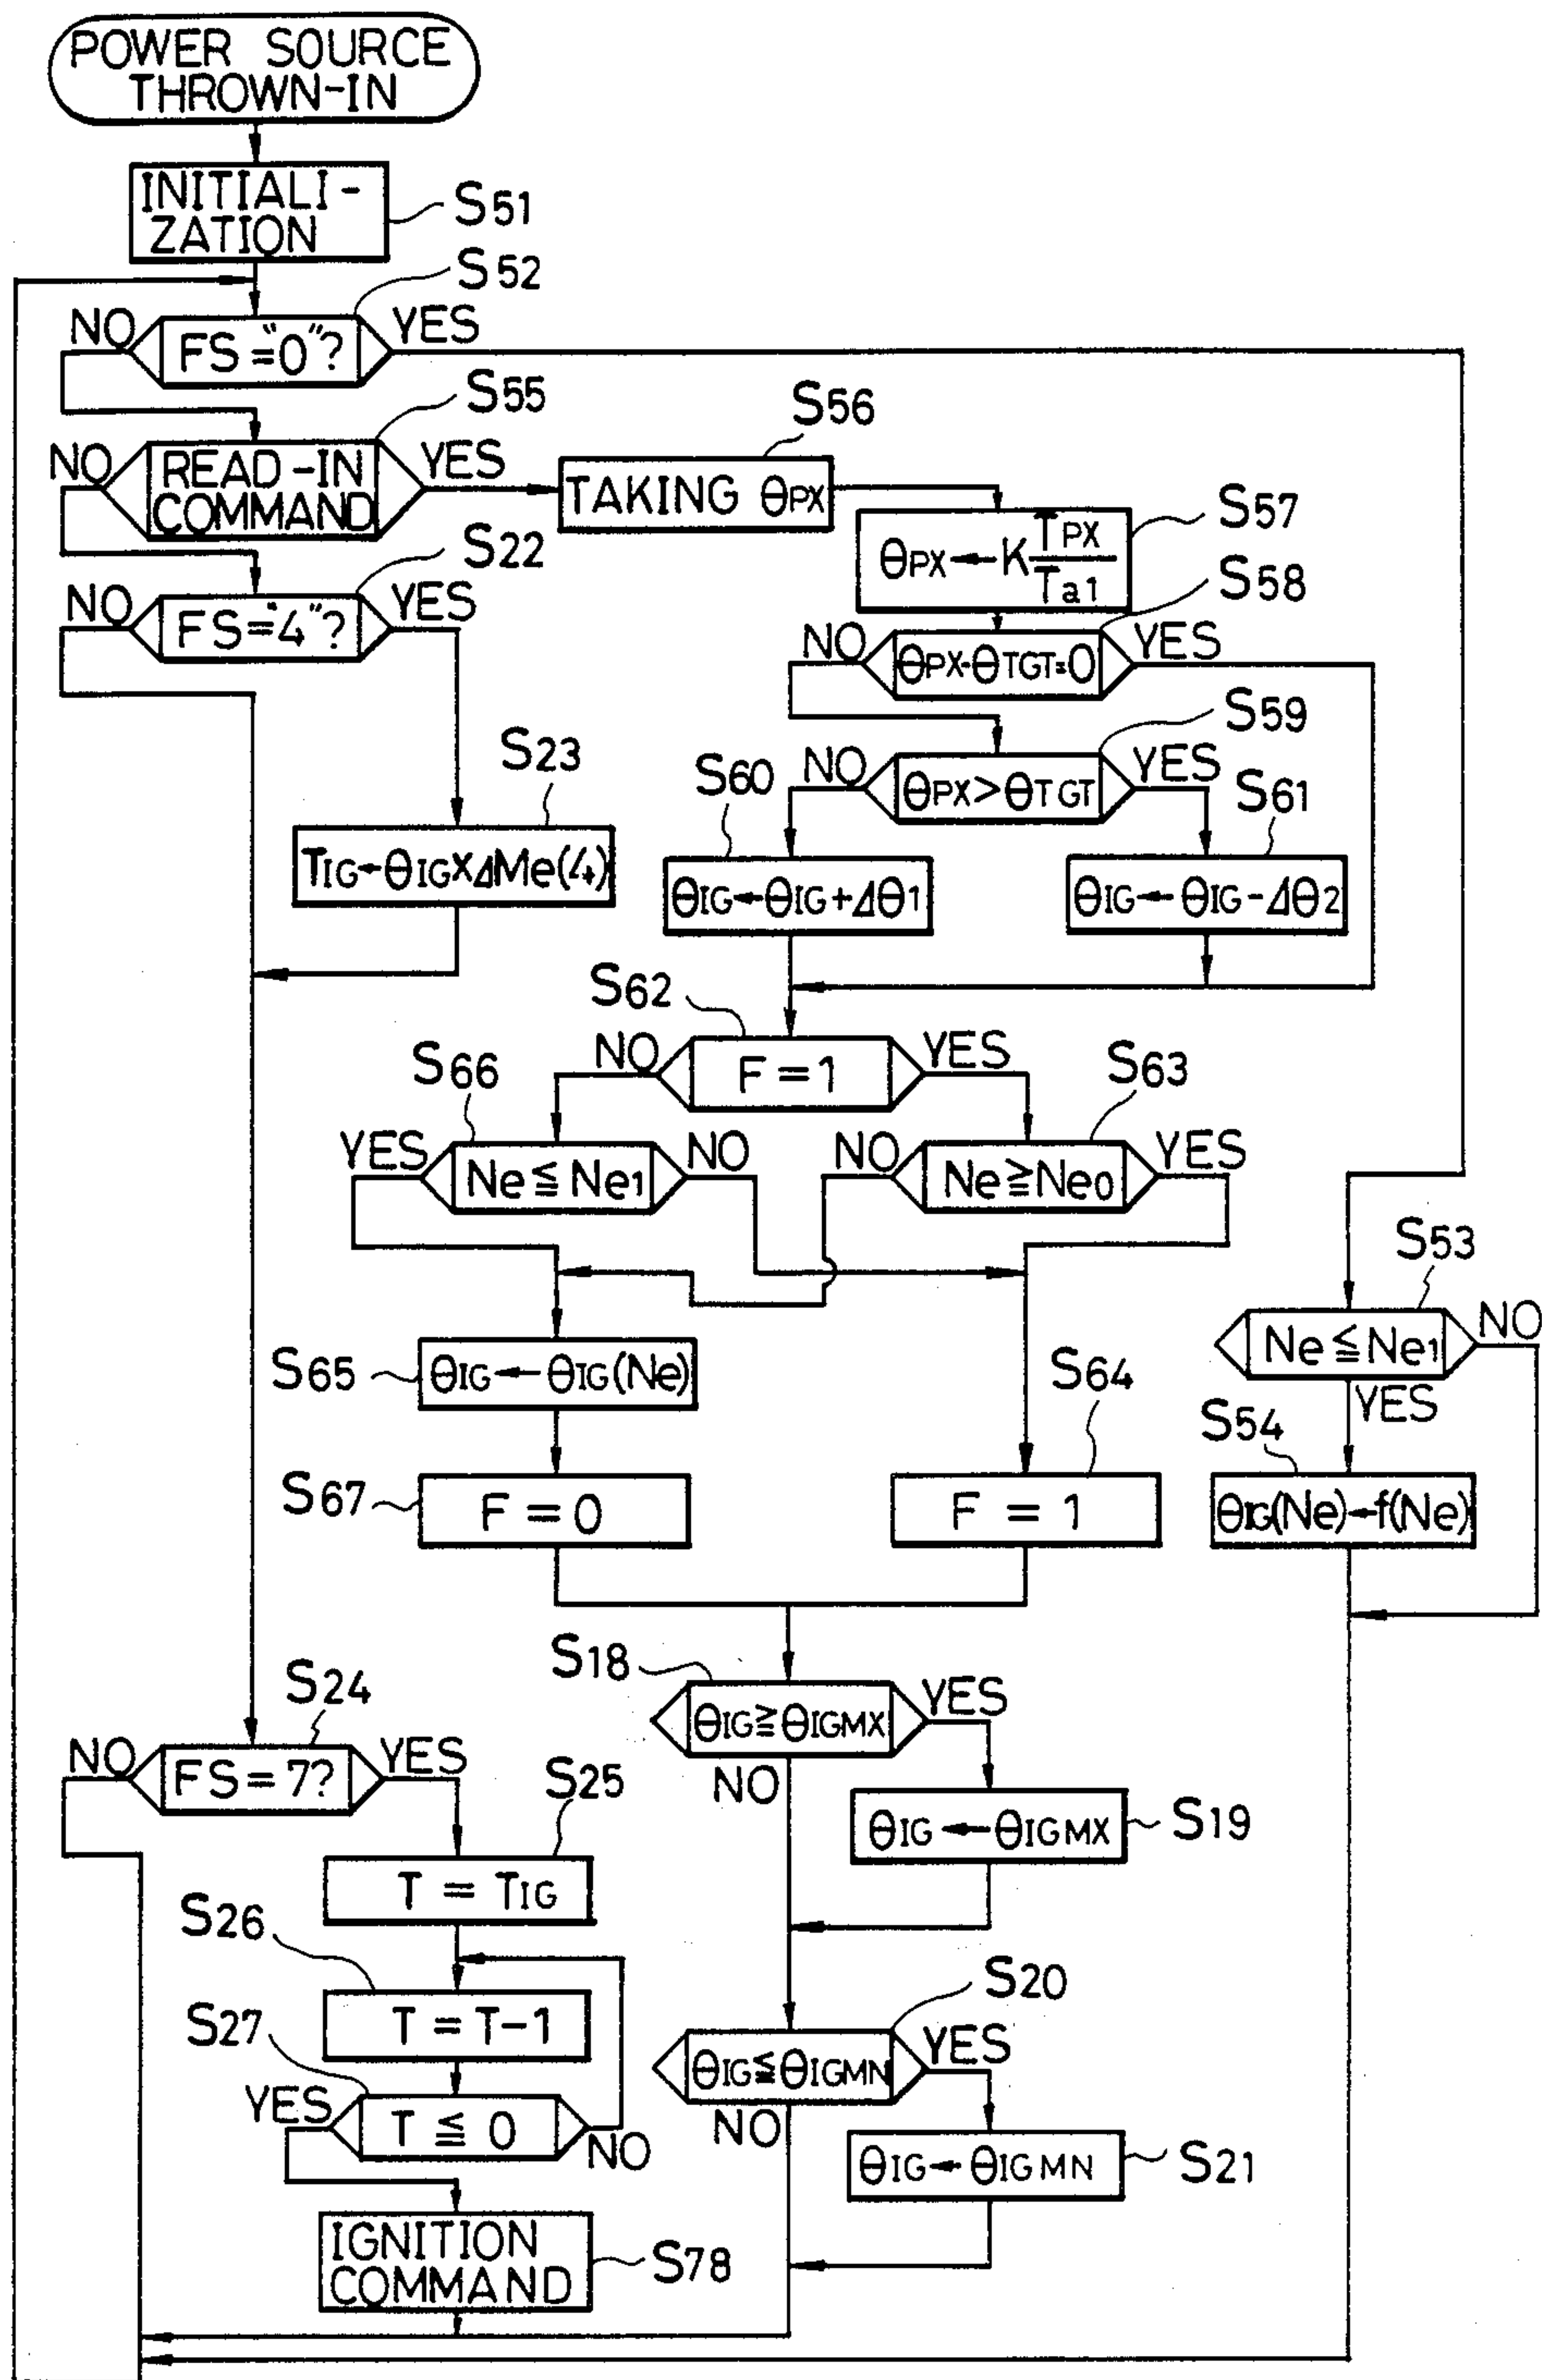 POWER SOURCE
THROWN-IN
INITIALI-
ZATION
S51
S52
NO
FS="0"?
YES
S55
NO
READ-IN
COMMAND
YES
S56
TAKING θPX
S57
θPX←K TPX/Ta1
S22
NO
FS="4"?
YES
S58
NO
θPX-θTGT=0
YES
S59
NO
θPX>θTGT
YES
S23
TIG←θIG×ΔMe(4)
S60
θIG←θIG+Δθ1
S61
θIG←θIG-Δθ2
S62
NO
F=1
YES
S66
YES
Ne≦Ne1
NO
S63
NO
Ne≧Ne0
YES
S53
Ne≦Ne1
NO
YES
S65
θIG←θIG(Ne)
S64
S54
θIG(Ne)←f(Ne)
S67
F=0
F=1
S18
θIG≧θIGMX
YES
NO
S24
NO
FS=7?
YES
S19
θIG←θIGMX
S25
T=TIG
S26
T=T-1
S20
θIG≦θIGMN
YES
NO
S27
YES
T≦0
NO
S21
θIG←θIGMN
IGNITION
COMMAND
S78